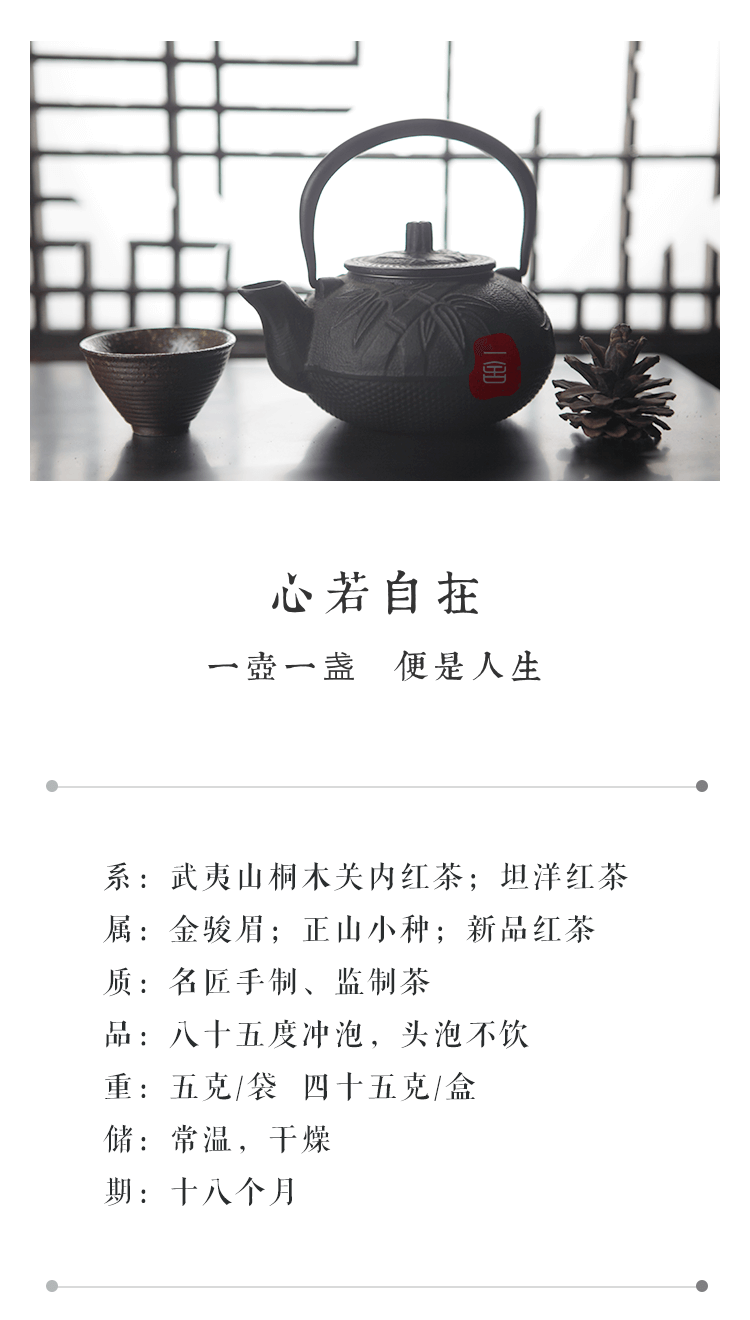 一舍
心若自在
一壶一盏 便是人生
系：武夷山桐木关内红茶；坦洋红茶
属：金骏眉；正山小种；新品红茶
质：名匠手制、监制茶
品：八十五度冲泡，头泡不饮
重：五克/袋 四十五克/盒
储：常温，干燥
期：十八个月